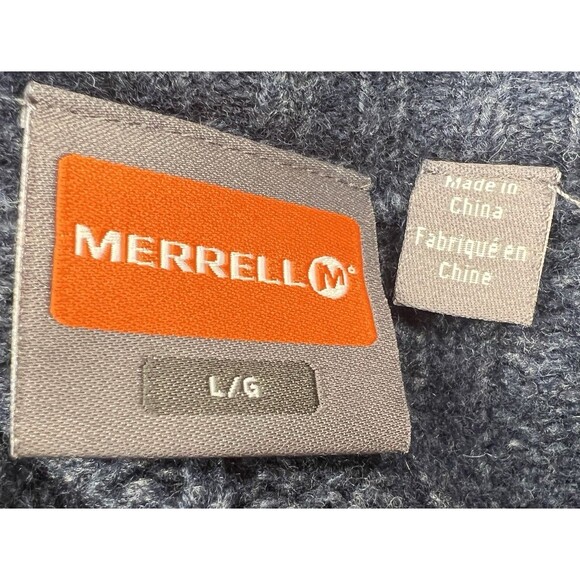 MERRELL M
L/G
Made in
China
Fabriqué en
Chine